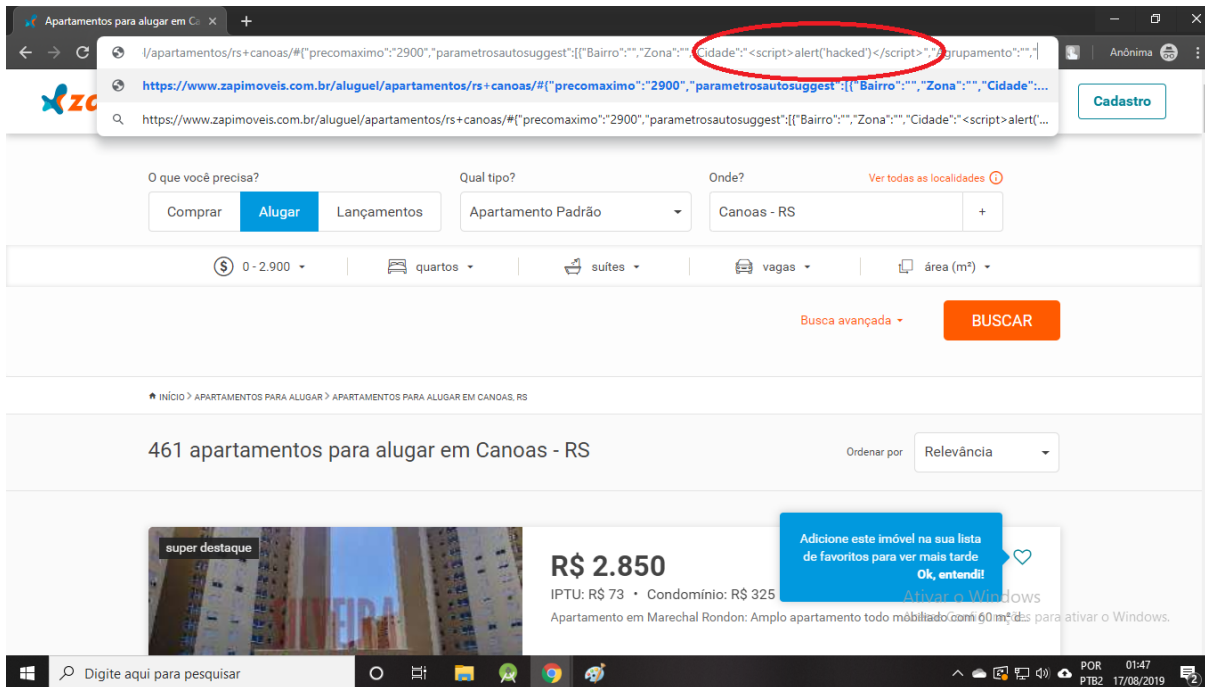 Apartamentos para alugar em Ca
l/apartamentos/rs+canoas/#{"precomaximo":"2900","parametrosautosuggest":[{"Bairro":"","Zona":"","Cidade":"<script>alert('hacked')</script>","Agrupamento":"","
Anônima
https://www.zapimoveis.com.br/aluguel/apartamentos/rs+canoas/#{"precomaximo":"2900","parametrosautosuggest":[{"Bairro":"","Zona":"","Cidade":...
https://www.zapimoveis.com.br/aluguel/apartamentos/rs+canoas/#{"precomaximo":"2900","parametrosautosuggest":[{"Bairro":"","Zona":"","Cidade":"<script>alert('...
Cadastro
O que você precisa? Qual tipo? Onde? Ver todas as localidades
Comprar Alugar Lançamentos Apartamento Padrão Canoas - RS +
$ 0 - 2.900 quartos suítes vagas área (m²)
Busca avançada BUSCAR
INÍCIO > APARTAMENTOS PARA ALUGAR > APARTAMENTOS PARA ALUGAR EM CANOAS, RS
461 apartamentos para alugar em Canoas - RS Ordenar por Relevância
super destaque
Adicione este imóvel na sua lista
de favoritos para ver mais tarde
Ok, entendi!
R$ 2.850
IPTU: R$ 73 • Condomínio: R$ 325
Ativar o Windows
Apartamento em Marechal Rondon: Amplo apartamento todo mobiliado com 60 m² d...
para ativar o Windows.
Digite aqui para pesquisar
POR 01:47
PTB2 17/08/2019
2